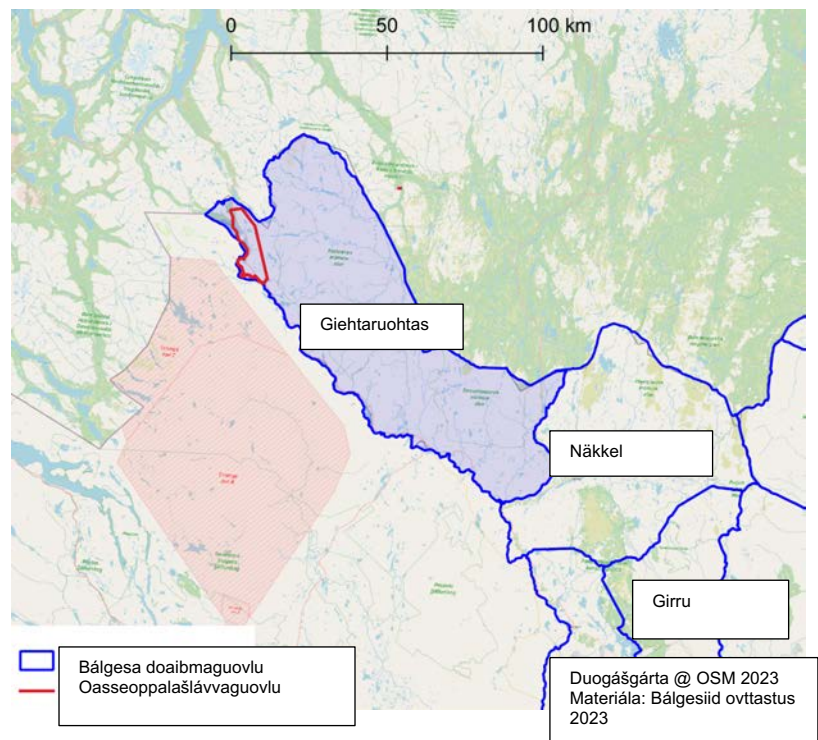 0 50 100 km
Giehtaruohtas
Näkkel
Girru
Bálgesa doaibmaguovlu
Oasseoppalašlávvaguovlu
Duogášgárta @ OSM 2023
Materiála: Bálgesiid ovttastus
2023